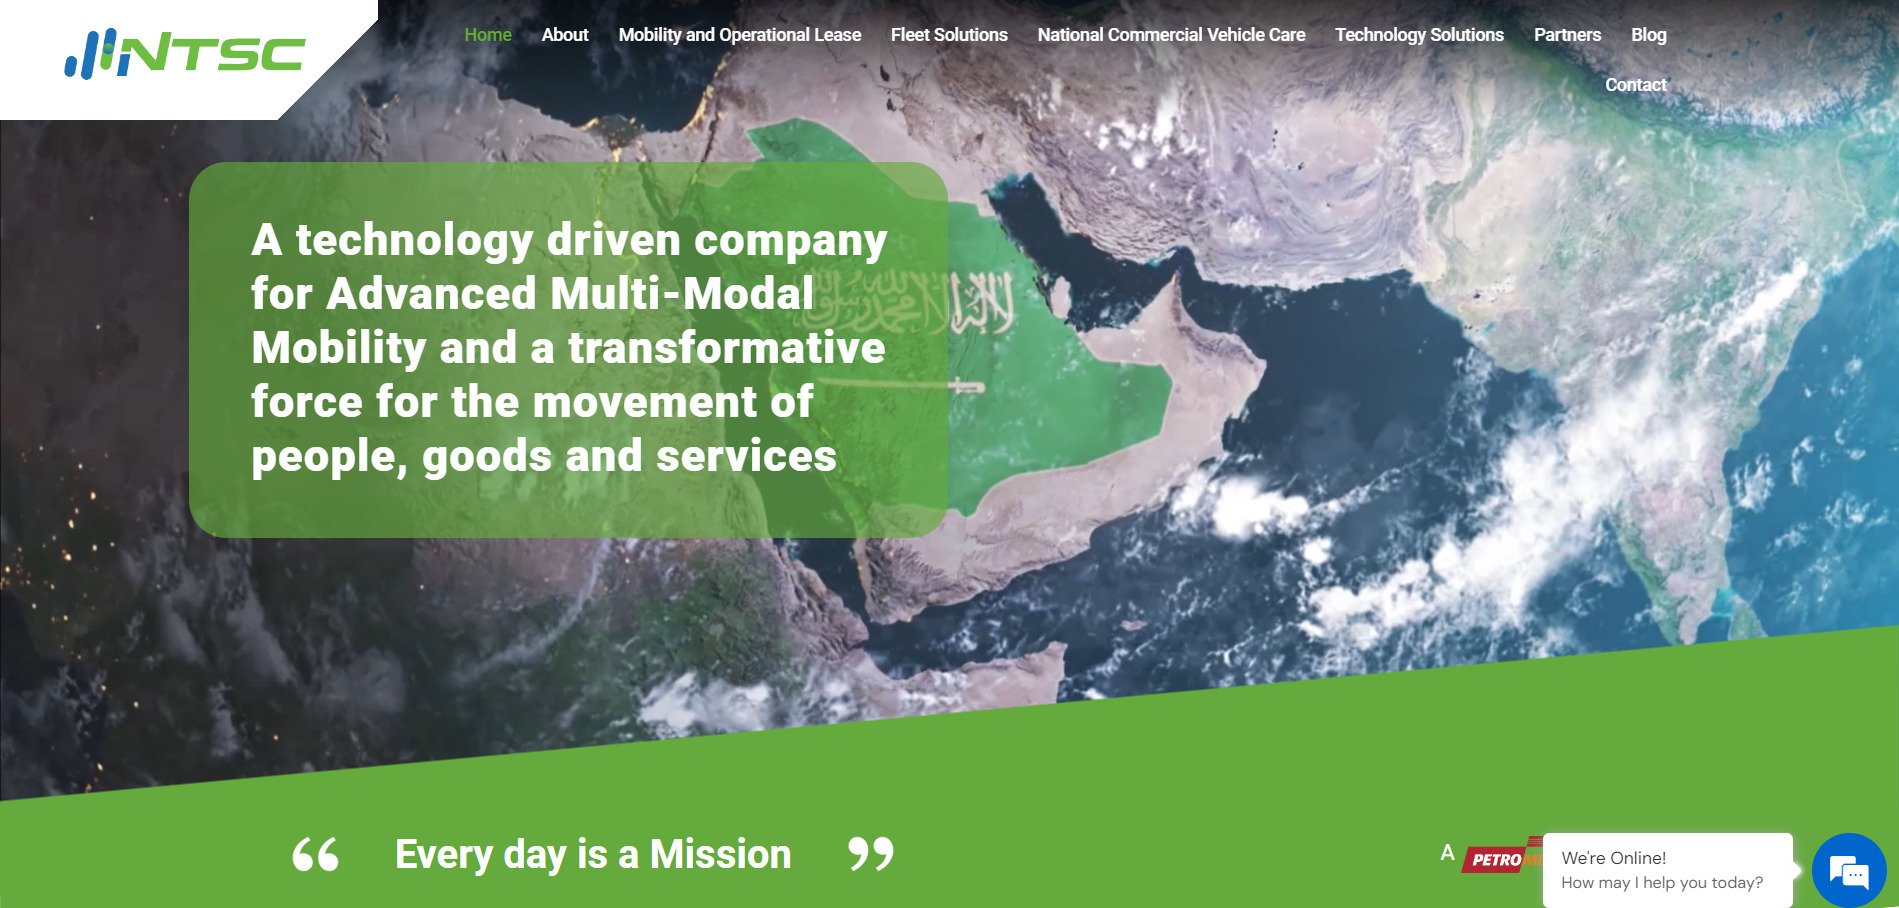 NTSC
Home About Mobility and Operational Lease Fleet Solutions National Commercial Vehicle Care Technology Solutions Partners Blog
Contact
A technology driven company
for Advanced Multi-Modal
Mobility and a transformative
force for the movement of
people, goods and services
“ Every day is a Mission ”
A PETRO
We're Online!
How may I help you today?